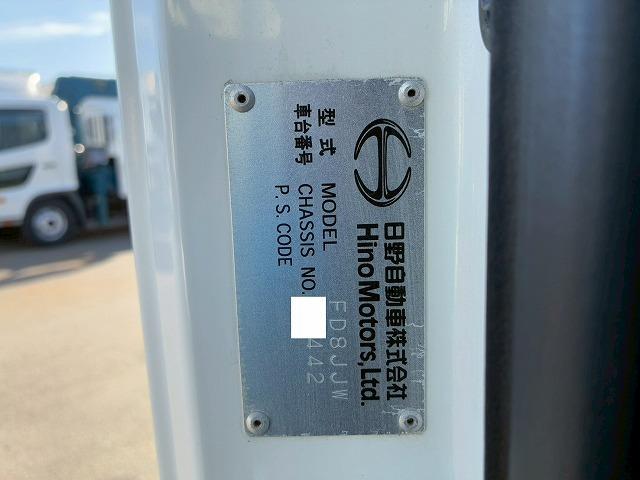 日野自動車株式会社
Hino Motors, Ltd.
型式 MODEL FD8JJW
車台番号 CHASSIS NO. 442
P. S. CODE